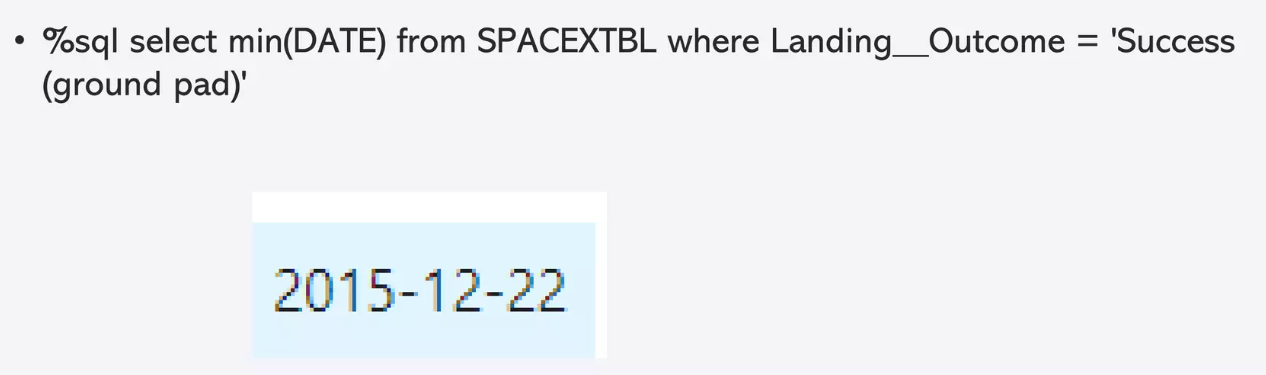 • %sql select min(DATE) from SPACEXTBL where Landing__Outcome = 'Success
(ground pad)'
2015-12-22